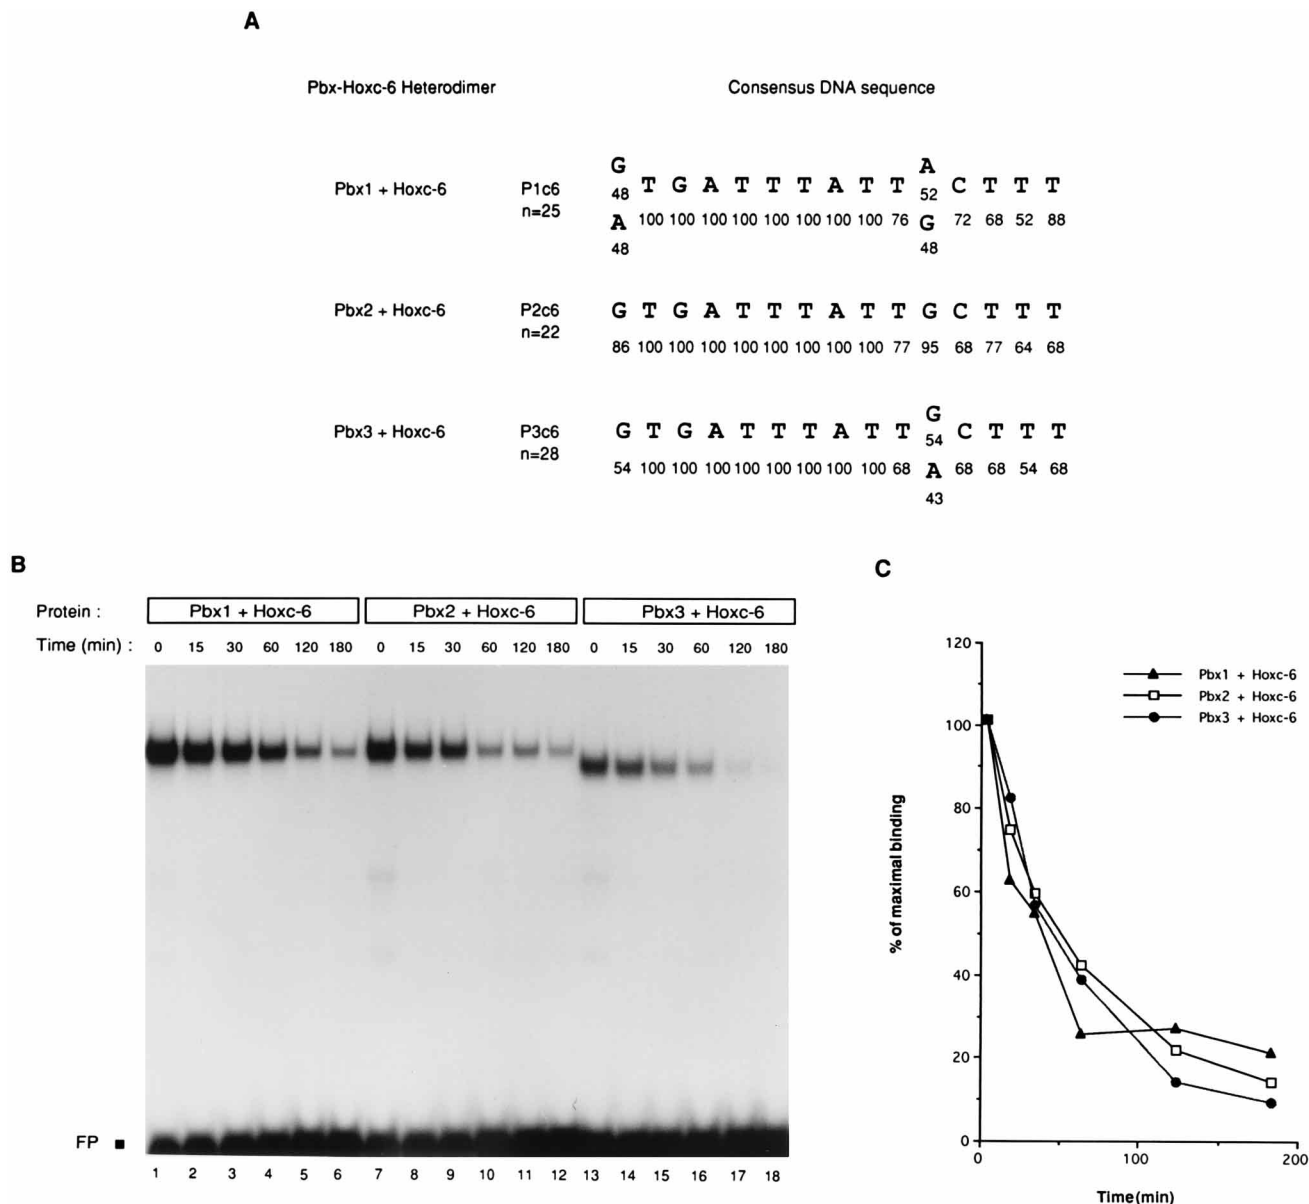 A
Pbx-Hoxc-6 Heterodimer Consensus DNA sequence
G A
Pbx1 + Hoxc-6 P1c6 48 T G A T T T A T T 52 C T T T
n=25 A 100 100 100 100 100 100 100 76 G 72 68 52 88
48 48
Pbx2 + Hoxc-6 P2c6 G T G A T T T A T T G C T T T
n=22 86 100 100 100 100 100 100 100 100 77 95 68 77 64 68
G
Pbx3 + Hoxc-6 P3c6 G T G A T T T A T T 54 C T T T
n=28 54 100 100 100 100 100 100 100 100 68 A 68 68 54 68
43
B
Protein : Pbx1 + Hoxc-6 Pbx2 + Hoxc-6 Pbx3 + Hoxc-6
Time (min) : 0 15 30 60 120 180 0 15 30 60 120 180 0 15 30 60 120 180
FP
1 2 3 4 5 6 7 8 9 10 11 12 13 14 15 16 17 18
C
Pbx1 + Hoxc-6
Pbx2 + Hoxc-6
Pbx3 + Hoxc-6
% of maximal binding
120
100
80
60
40
20
0
0 100 200
Time(min)